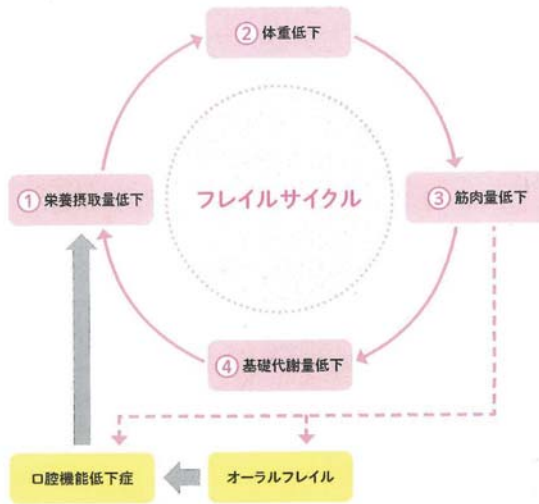 ② 体重低下
① 栄養摂取量低下
フレイルサイクル
③ 筋肉量低下
④ 基礎代謝量低下
口腔機能低下症
オーラルフレイル